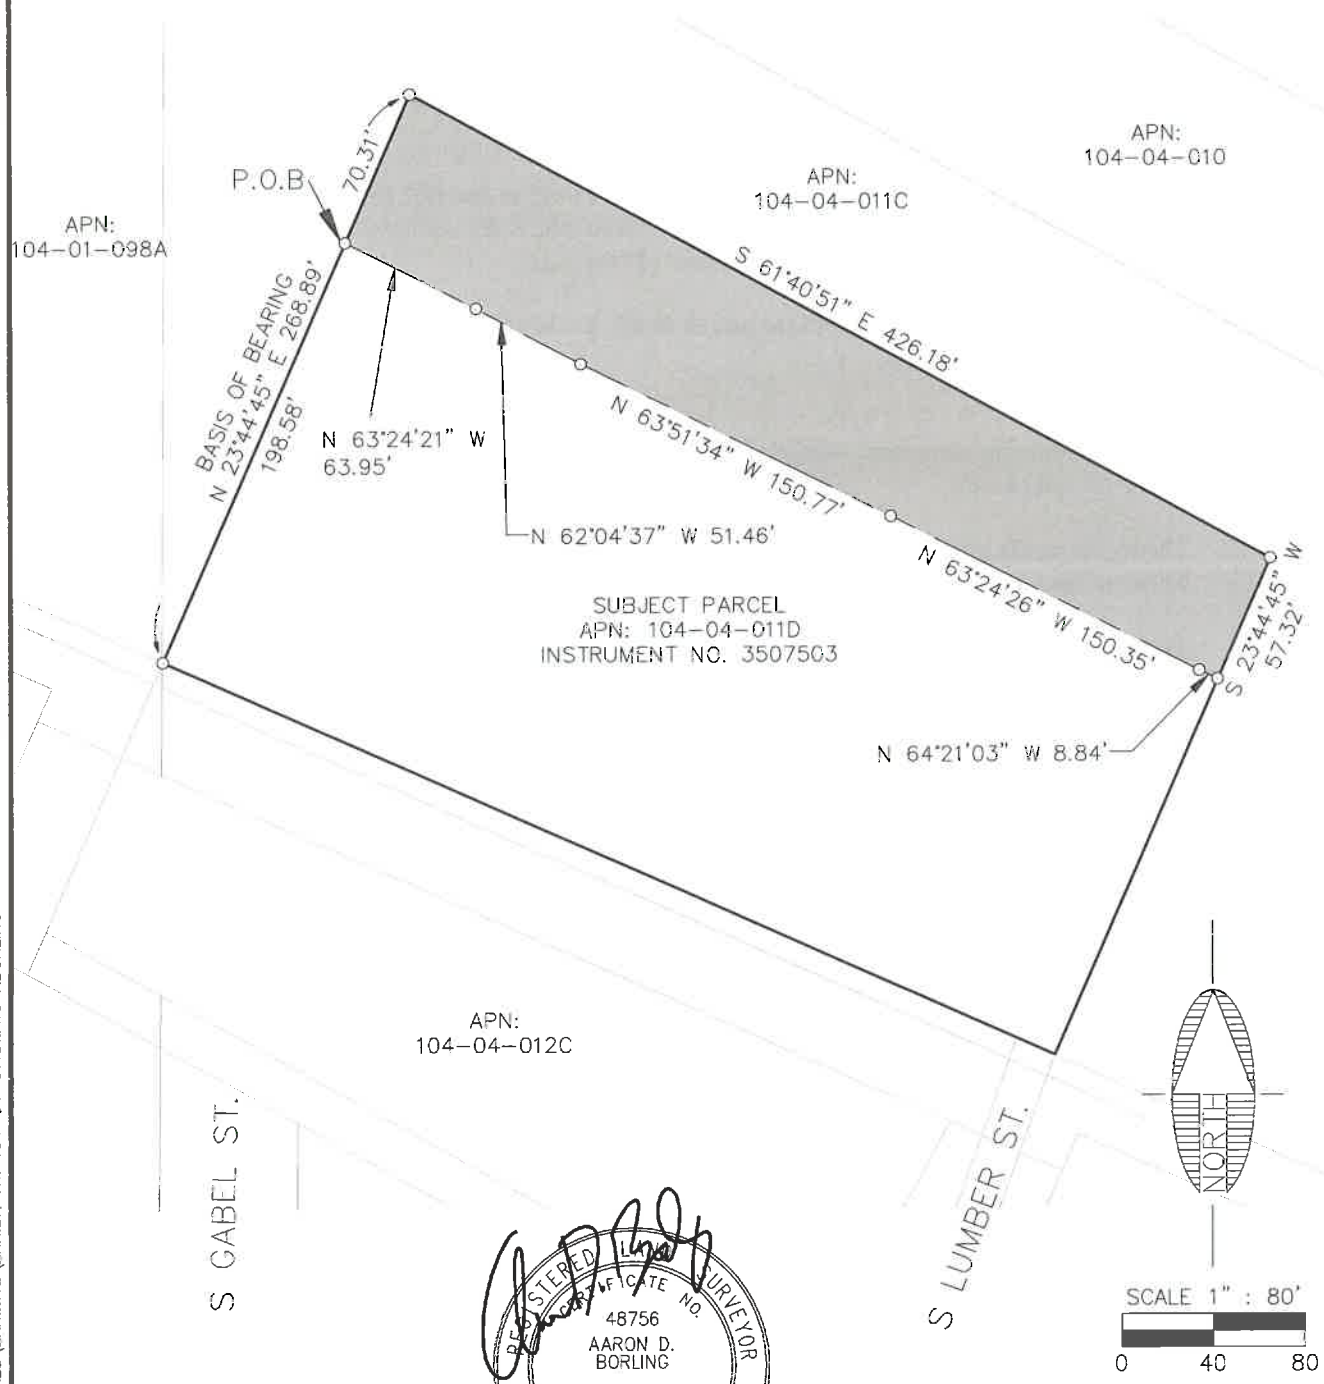 APN:
104-04-010
APN:
104-04-011C
70.31'
P.O.B
APN:
104-01-098A
S 61°40'51" E 426.18'
BASIS OF BEARING
N 23°44'45" E 268.89'
198.58'
N 63°24'21" W
63.95'
N 63°51'34" W 150.77'
N 62°04'37" W 51.46'
N 63°24'26" W 150.35'
S 23°44'45" W
57.32'
SUBJECT PARCEL
APN: 104-04-011D
INSTRUMENT NO. 3507503
N 64°21'03" W 8.84'
APN:
104-04-012C
S GABEL ST.
S LUMBER ST.
NORTH
SCALE 1" : 80'
0 40 80
REGISTERED LAND SURVEYOR
CERTIFICATE NO.
48756
AARON D.
BORLING